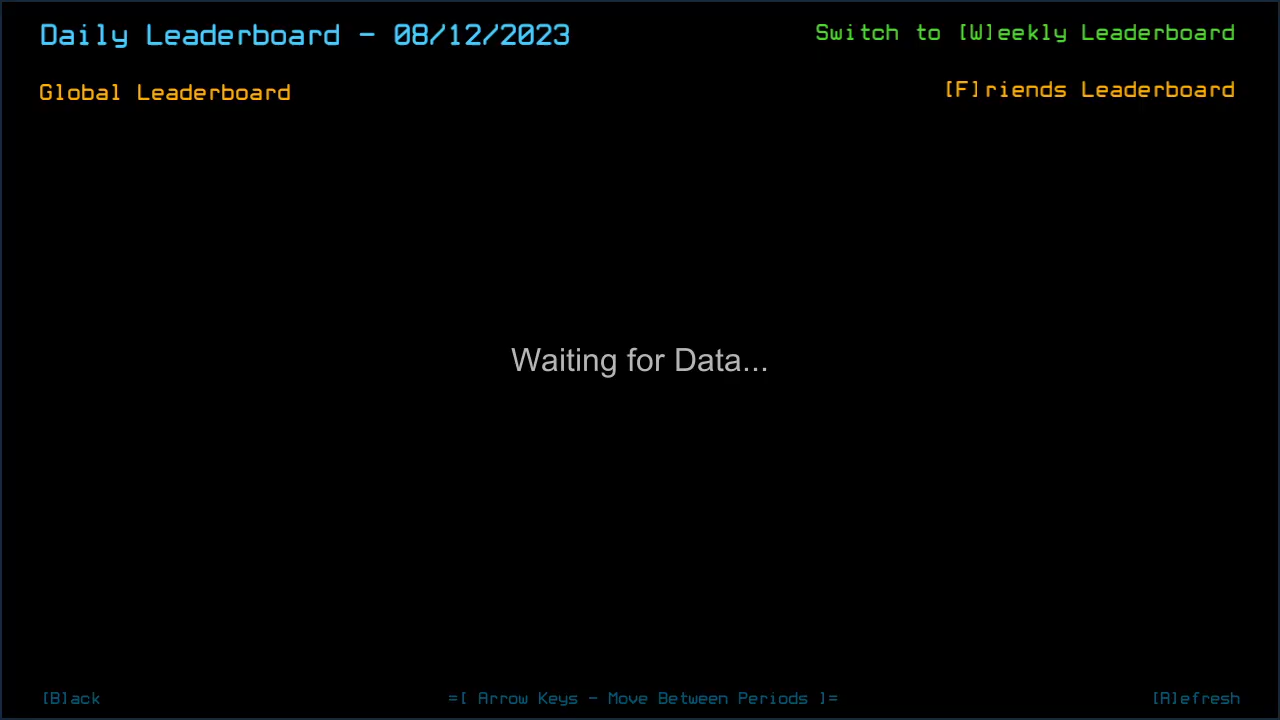 Daily Leaderboard - 08/12/2023
Switch to [W]eekly Leaderboard
Global Leaderboard
[F]riends Leaderboard
Waiting for Data...
[B]ack
=[ Arrow Keys - Move Between Periods ]=
[R]efresh